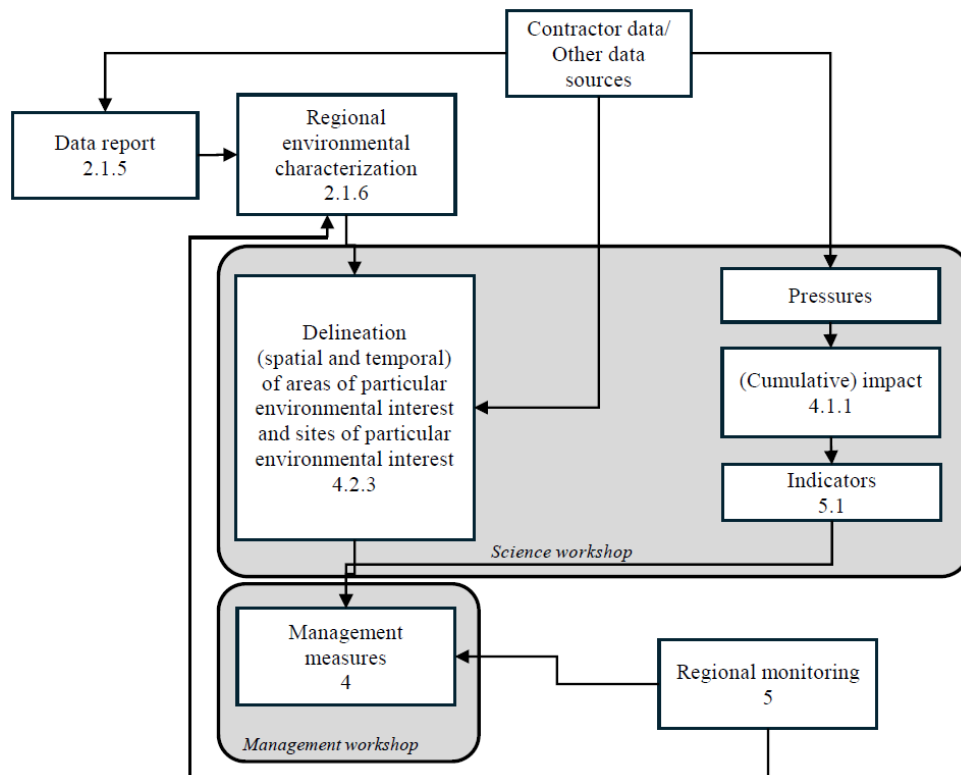 Contractor data/
Other data
sources
Data report
2.1.5
Regional
environmental
characterization
2.1.6
Delineation
(spatial and temporal)
of areas of particular
environmental interest
and sites of particular
environmental interest
4.2.3
Pressures
(Cumulative) impact
4.1.1
Indicators
5.1
Science workshop
Management
measures
4
Management workshop
Regional monitoring
5